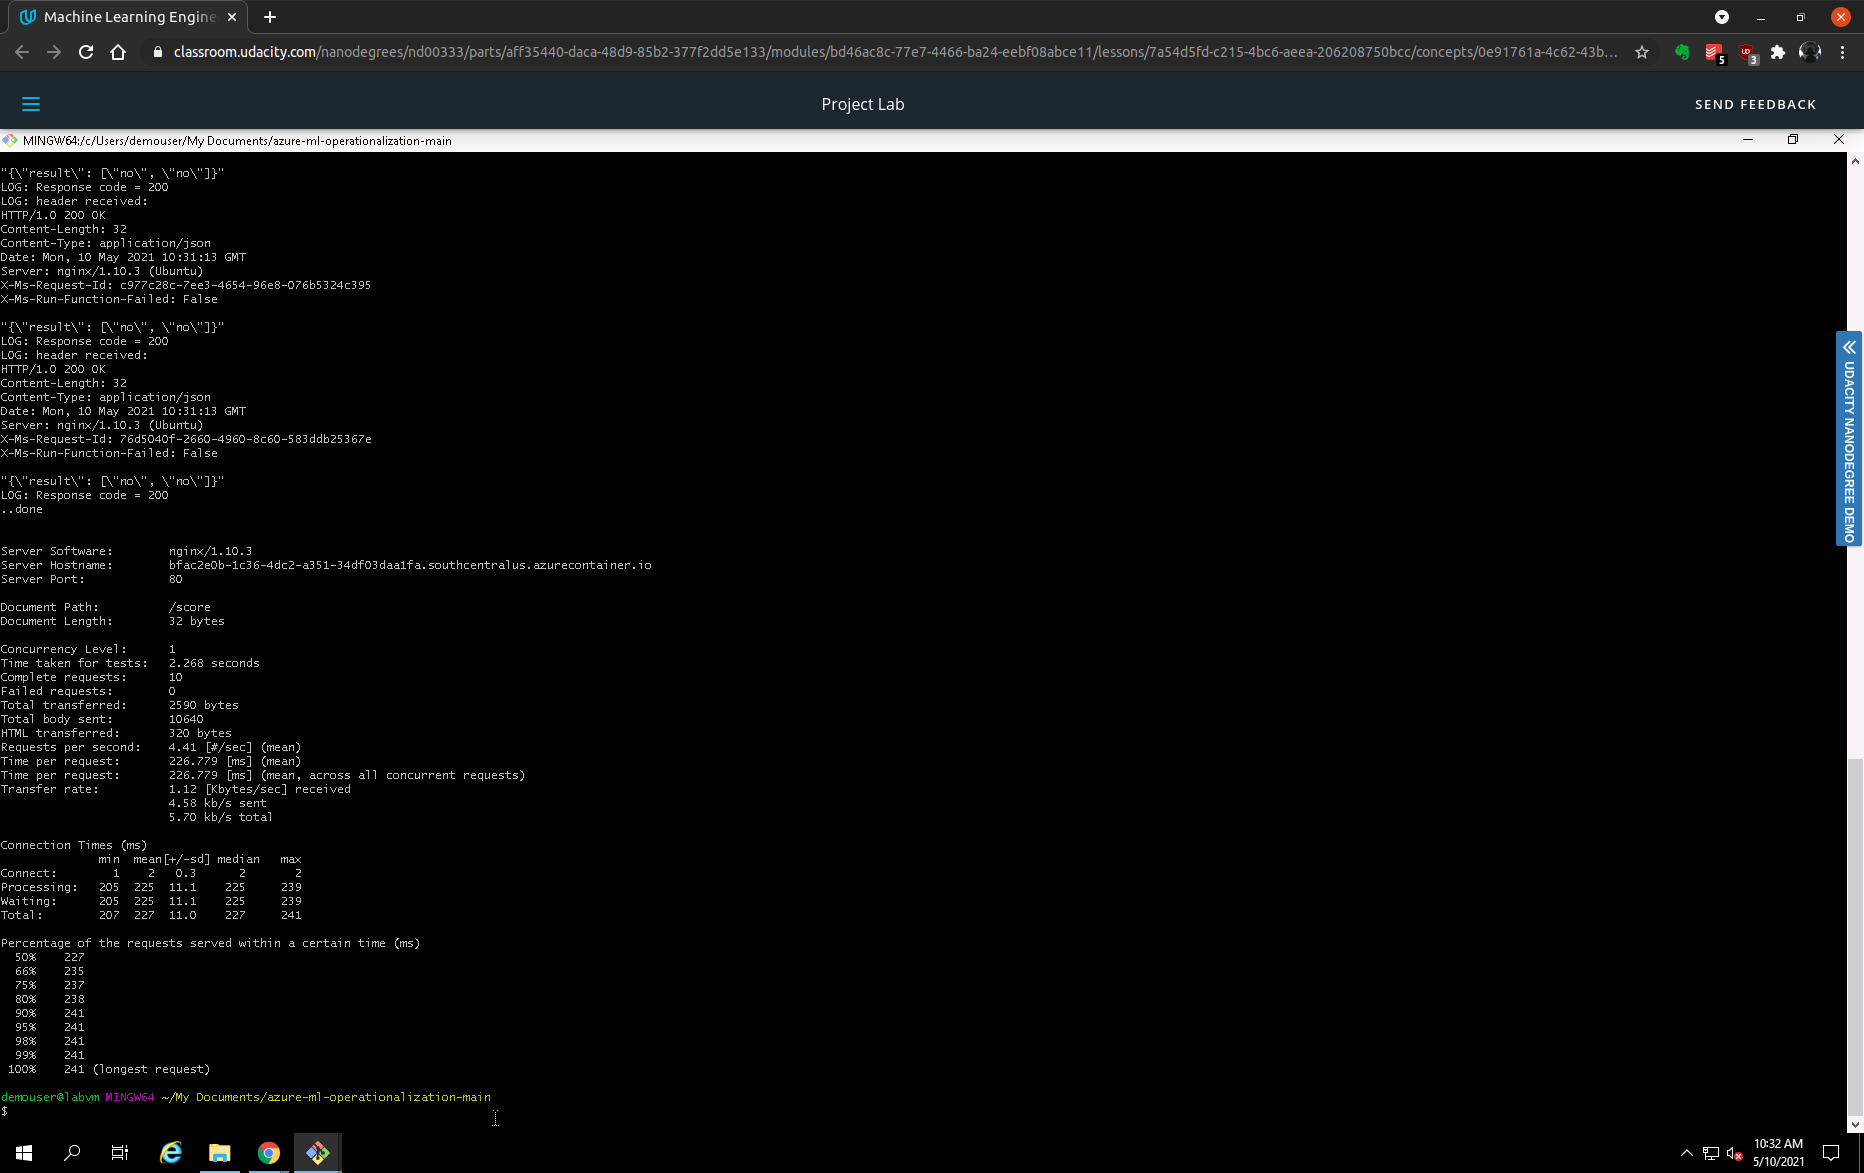 Machine Learning Engine
classroom.udacity.com/nanodegrees/nd00333/parts/aff35440-daca-48d9-85b2-377f2dd5e133/modules/bd46ac8c-77e7-4466-ba24-eebf08abce11/lessons/7a54d5fd-c215-4bc6-aeea-206208750bcc/concepts/0e91761a-4c62-43b...
5
3
Project Lab
SEND FEEDBACK
MINGW64:/c/Users/demouser/My Documents/azure-ml-operationalization-main
"{\"result\": [\"no\", \"no\"]}"
LOG: Response code = 200
LOG: header received:
HTTP/1.0 200 OK
Content-Length: 32
Content-Type: application/json
Date: Mon, 10 May 2021 10:31:13 GMT
Server: nginx/1.10.3 (Ubuntu)
X-Ms-Request-Id: c977c28c-7ee3-4654-96e8-076b5324c395
X-Ms-Run-Function-Failed: False
"{\"result\": [\"no\", \"no\"]}"
LOG: Response code = 200
LOG: header received:
HTTP/1.0 200 OK
Content-Length: 32
Content-Type: application/json
Date: Mon, 10 May 2021 10:31:13 GMT
Server: nginx/1.10.3 (Ubuntu)
X-Ms-Request-Id: 76d5040f-2660-4960-8c60-583ddb25367e
X-Ms-Run-Function-Failed: False
"{\"result\": [\"no\", \"no\"]}"
LOG: Response code = 200
..done
Server Software: nginx/1.10.3
Server Hostname: bfac2e0b-1c36-4dc2-a351-34df03daa1fa.southcentralus.azurecontainer.io
Server Port: 80
Document Path: /score
Document Length: 32 bytes
Concurrency Level: 1
Time taken for tests: 2.268 seconds
Complete requests: 10
Failed requests: 0
Total transferred: 2590 bytes
Total body sent: 10640
HTML transferred: 320 bytes
Requests per second: 4.41 [#/sec] (mean)
Time per request: 226.779 [ms] (mean)
Time per request: 226.779 [ms] (mean, across all concurrent requests)
Transfer rate: 1.12 [Kbytes/sec] received
4.58 kb/s sent
5.70 kb/s total
Connection Times (ms)
min mean[+/-sd] median max
Connect: 1 2 0.3 2 2
Processing: 205 225 11.1 225 239
Waiting: 205 225 11.1 225 239
Total: 207 227 11.0 227 241
Percentage of the requests served within a certain time (ms)
50% 227
66% 235
75% 237
80% 238
90% 241
95% 241
98% 241
99% 241
100% 241 (longest request)
demouser@labvm MINGW64 ~/My Documents/azure-ml-operationalization-main
$
UDACITY NANODEGREE DEMO
10:32 AM
5/10/2021